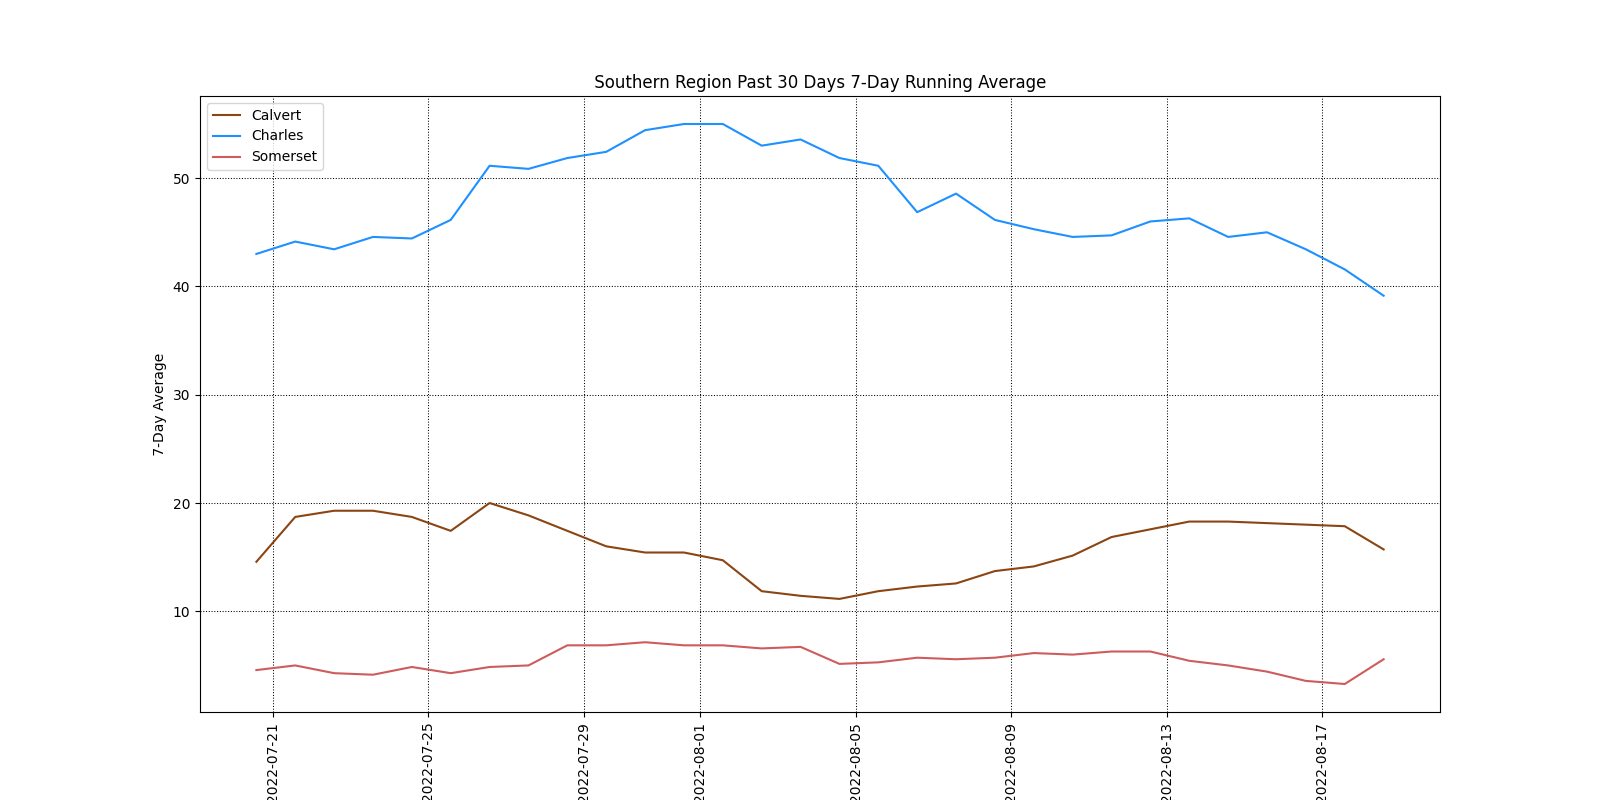 Southern Region Past 30 Days 7-Day Running Average
Calvert
Charles
Somerset
50
40
30
20
10
7-Day Average
2022-07-21
2022-07-25
2022-07-29
2022-08-01
2022-08-05
2022-08-09
2022-08-13
2022-08-17